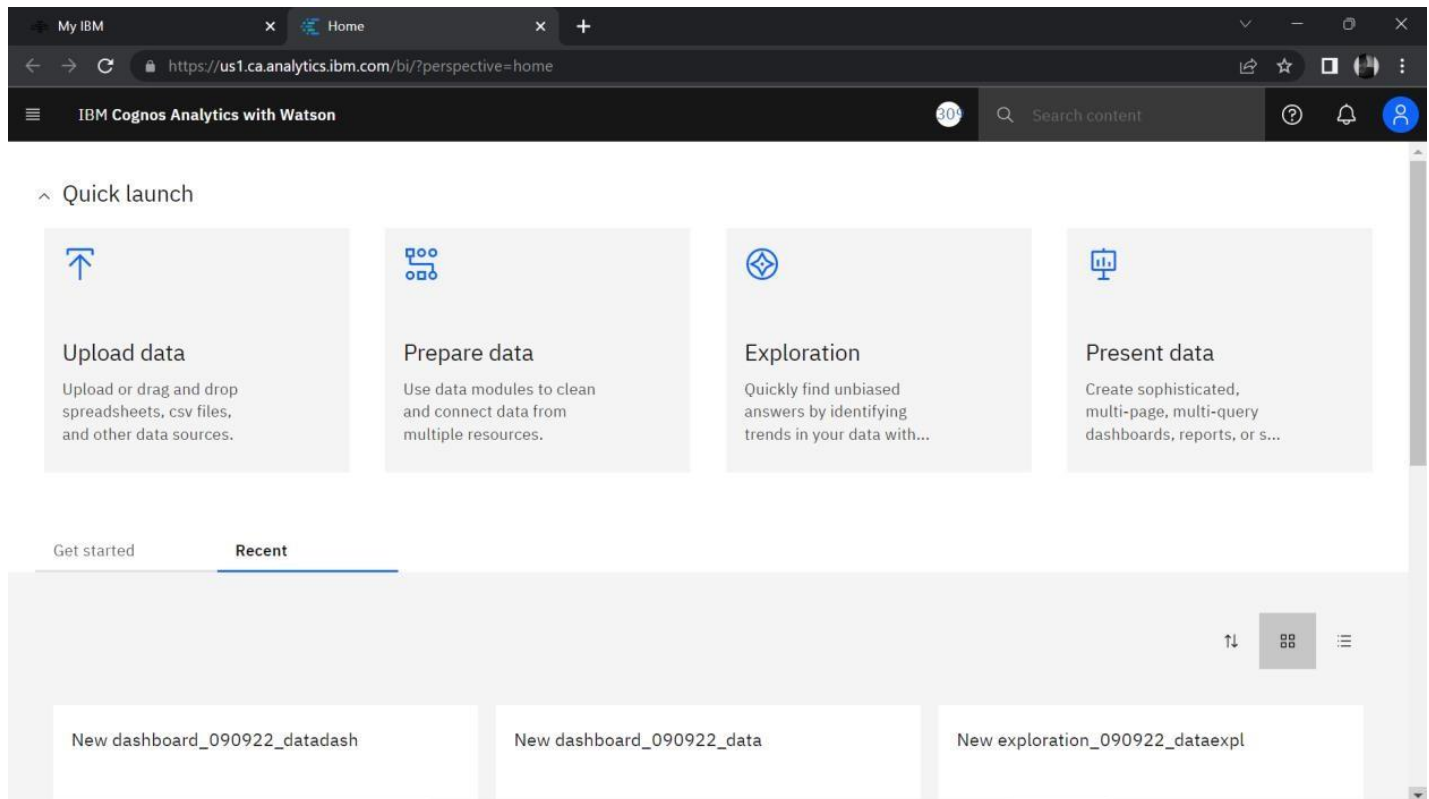 My IBM
Home
https://us1.ca.analytics.ibm.com/bi/?perspective=home
IBM Cognos Analytics with Watson
Search content
Quick launch
Upload data
Upload or drag and drop
spreadsheets, csv files,
and other data sources.
Prepare data
Use data modules to clean
and connect data from
multiple resources.
Exploration
Quickly find unbiased
answers by identifying
trends in your data with...
Present data
Create sophisticated,
multi-page, multi-query
dashboards, reports, or s...
Get started
Recent
New dashboard_090922_datadash
New dashboard_090922_data
New exploration_090922_dataexpl